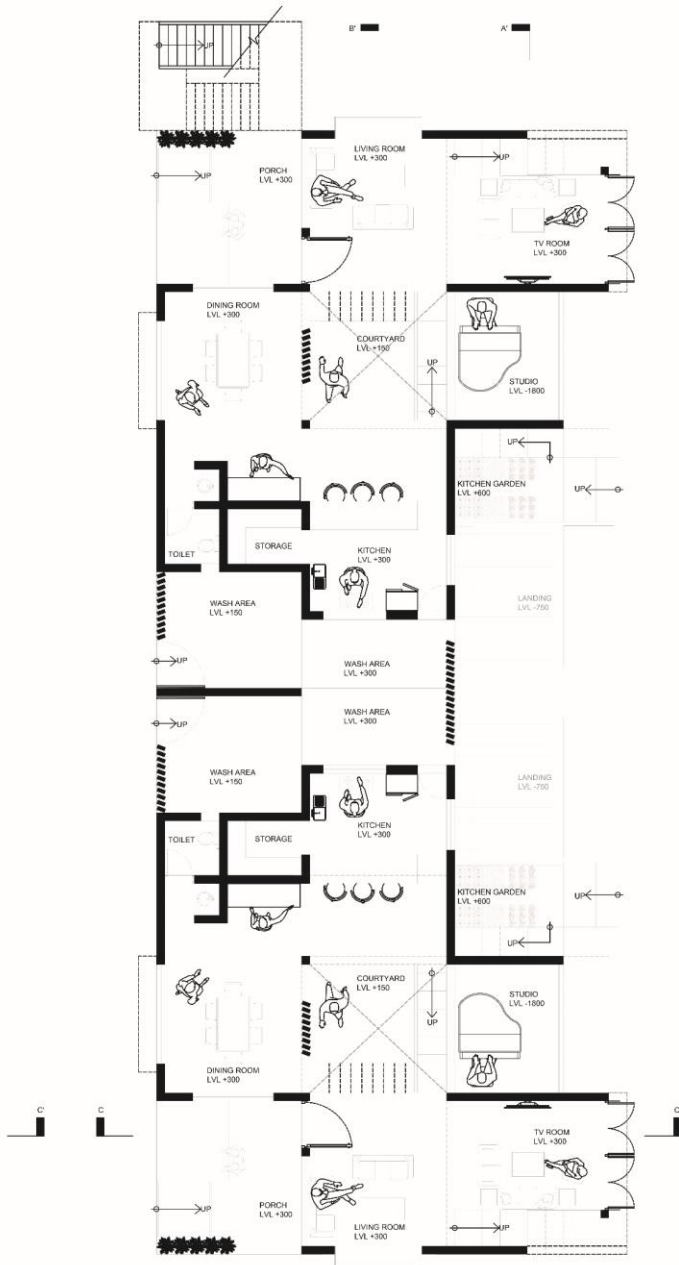 B'
A'
UP
LIVING ROOM
LVL +300
PORCH
LVL +300
UP
UP
TV ROOM
LVL +300
DINING ROOM
LVL +300
COURTYARD
LVL +150
UP
STUDIO
LVL -1800
UP
KITCHEN GARDEN
LVL +600
UP
TOILET
STORAGE
KITCHEN
LVL +300
WASH AREA
LVL +150
LANDING
LVL -750
UP
WASH AREA
LVL +300
UP
WASH AREA
LVL +300
WASH AREA
LVL +150
LANDING
LVL -750
TOILET
STORAGE
KITCHEN
LVL +300
KITCHEN GARDEN
LVL +600
UP
UP
COURTYARD
LVL +150
STUDIO
LVL -1800
UP
DINING ROOM
LVL +300
C'
C
C
TV ROOM
LVL +300
PORCH
LVL +300
UP
LIVING ROOM
LVL +300
UP